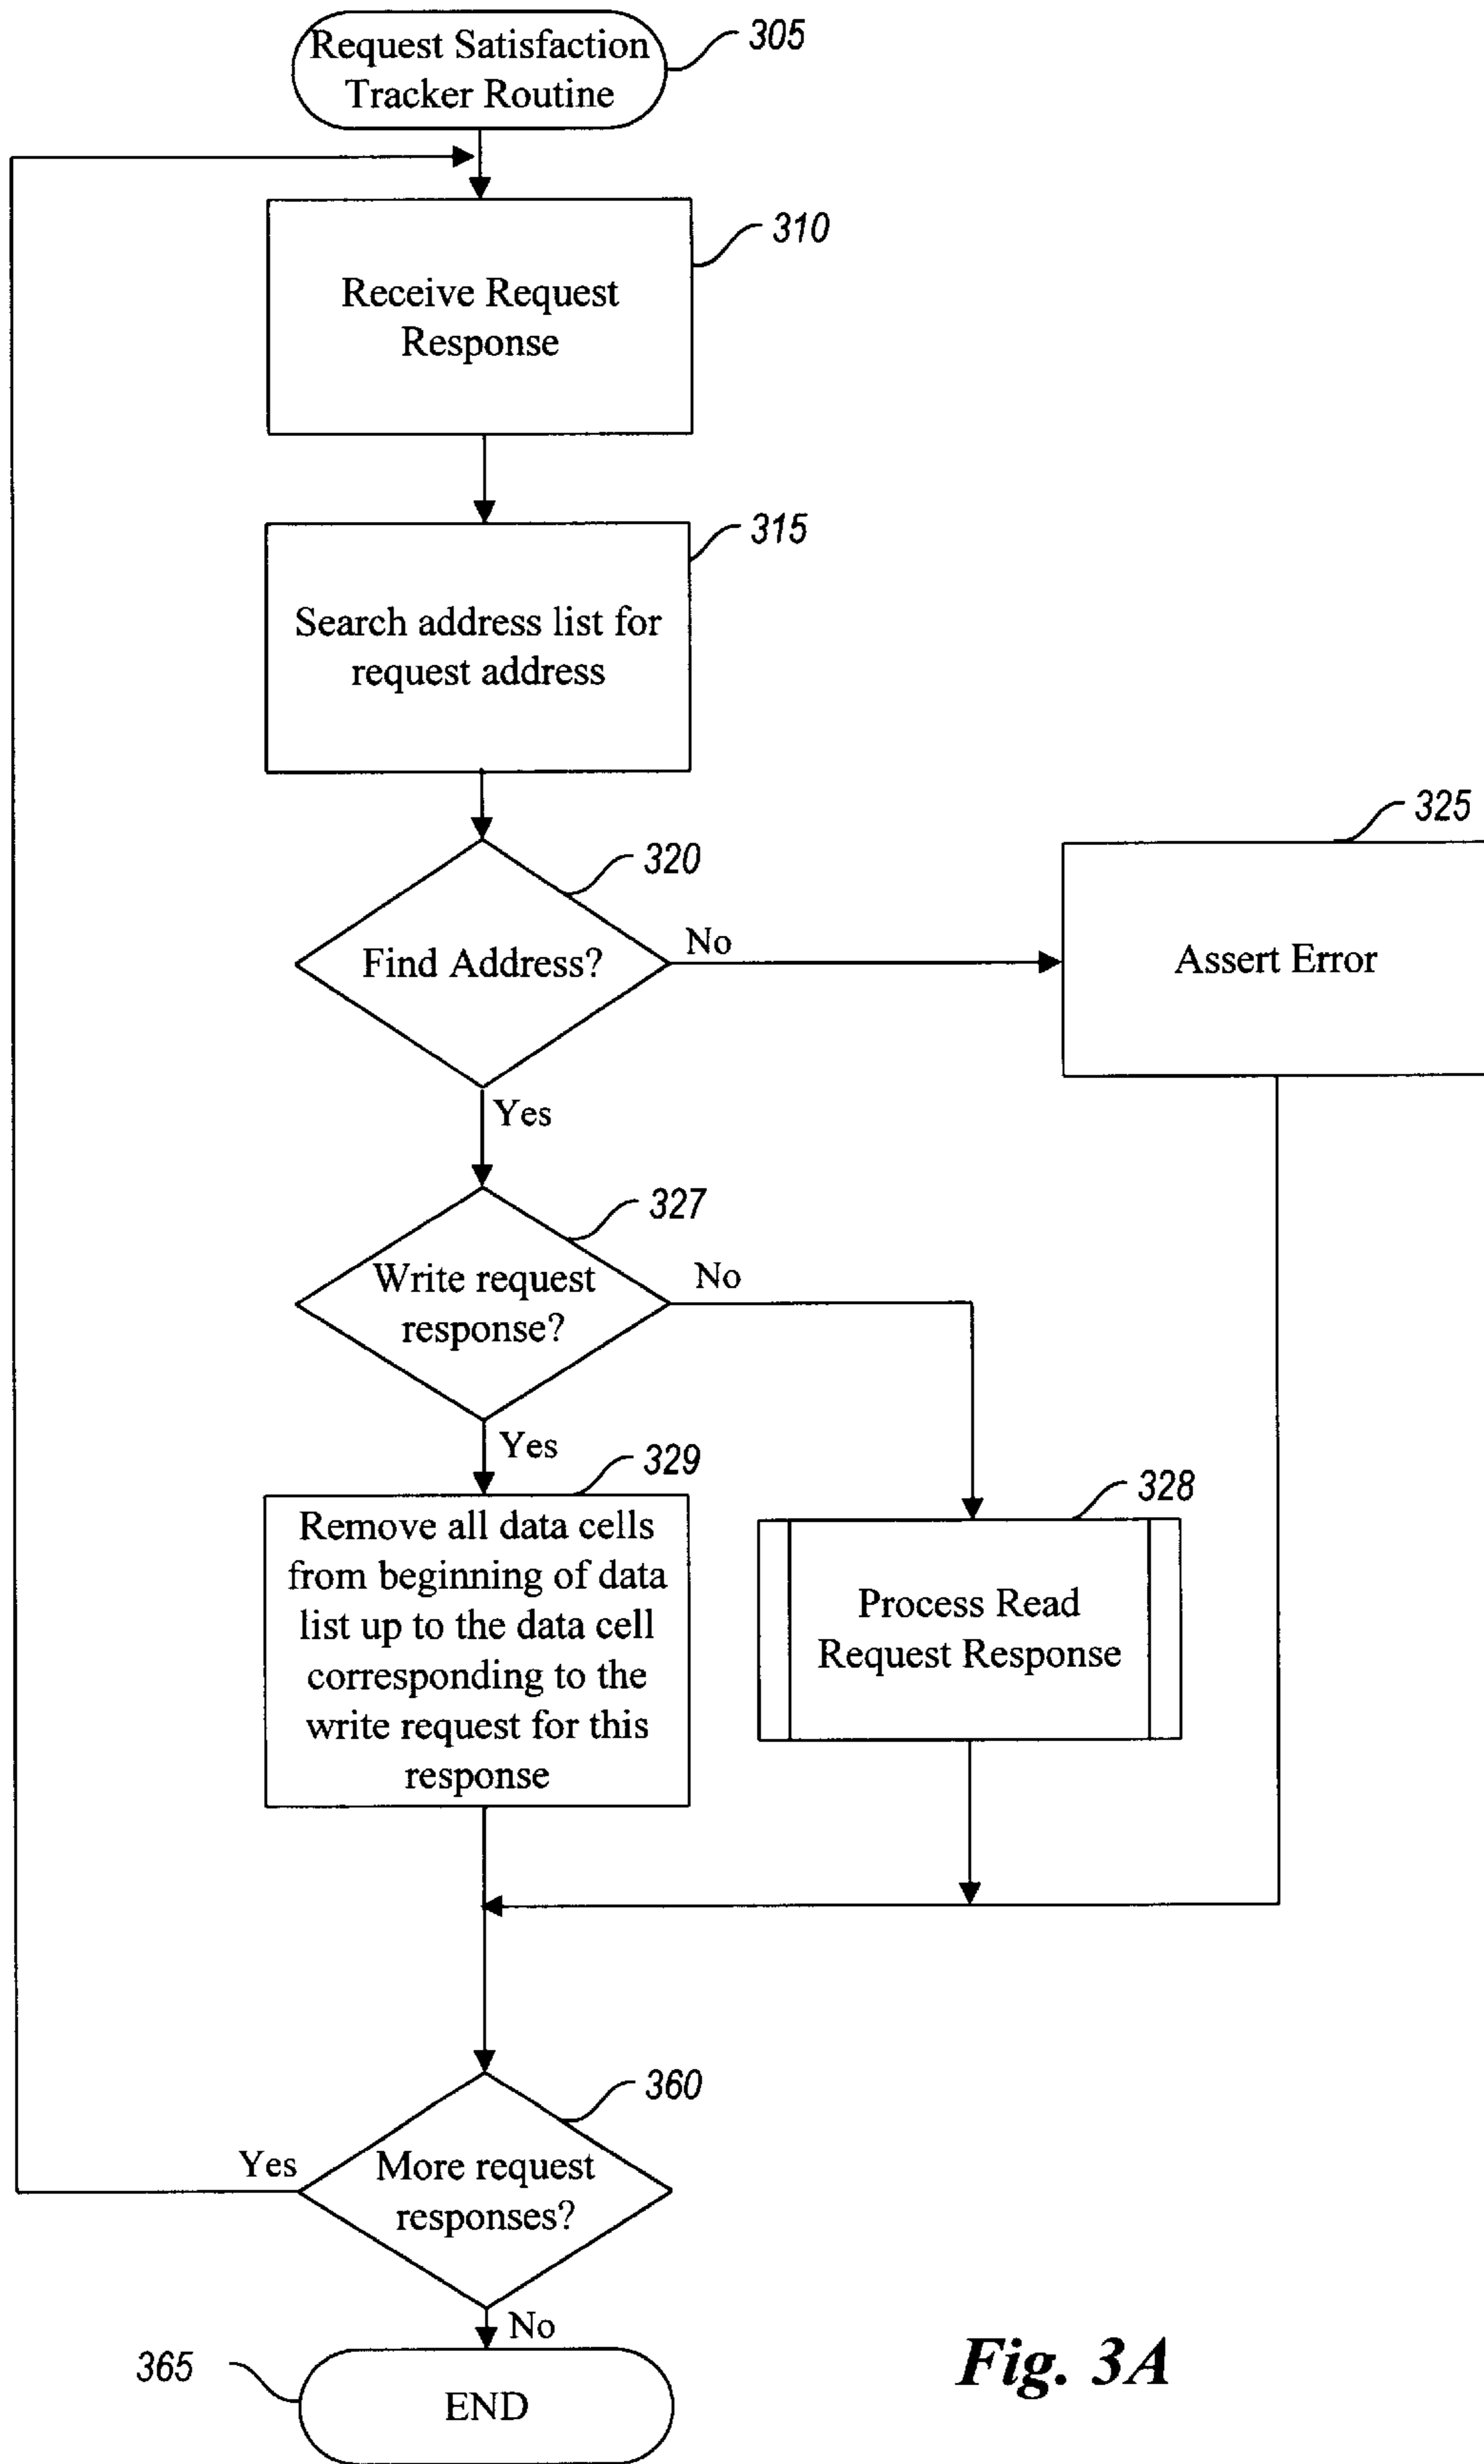 Request Satisfaction
Tracker Routine
305
310
Receive Request
Response
315
Search address list for
request address
320
325
Find Address?
No
Assert Error
Yes
327
Write request
response?
No
Yes
329
328
Remove all data cells
from beginning of data
list up to the data cell
corresponding to the
write request for this
response
Process Read
Request Response
360
Yes
More request
responses?
No
365
END
Fig. 3A